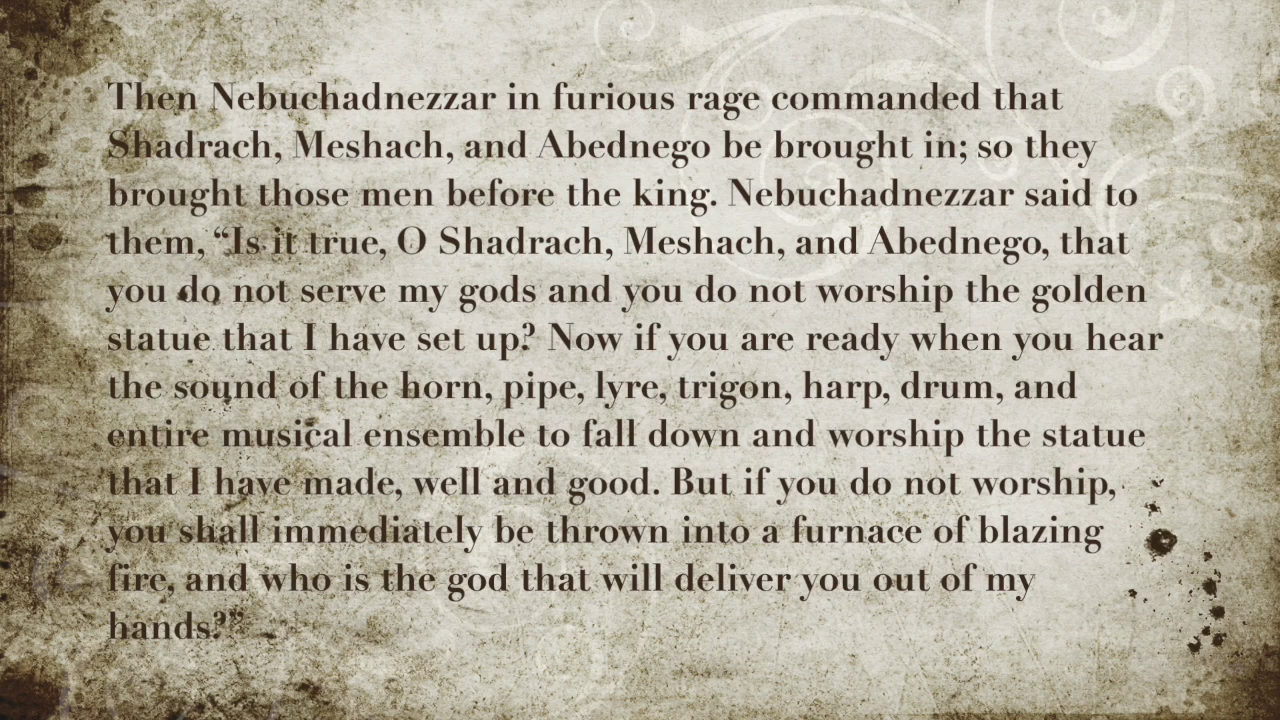 Then Nebuchadnezzar in furious rage commanded that
Shadrach, Meshach, and Abednego be brought in; so they
brought those men before the king. Nebuchadnezzar said to
them, “Is it true, O Shadrach, Meshach, and Abednego, that
you do not serve my gods and you do not worship the golden
statue that I have set up? Now if you are ready when you hear
the sound of the horn, pipe, lyre, trigon, harp, drum, and
entire musical ensemble to fall down and worship the statue
that I have made, well and good. But if you do not worship,
you shall immediately be thrown into a furnace of blazing
fire, and who is the god that will deliver you out of my
hands?”